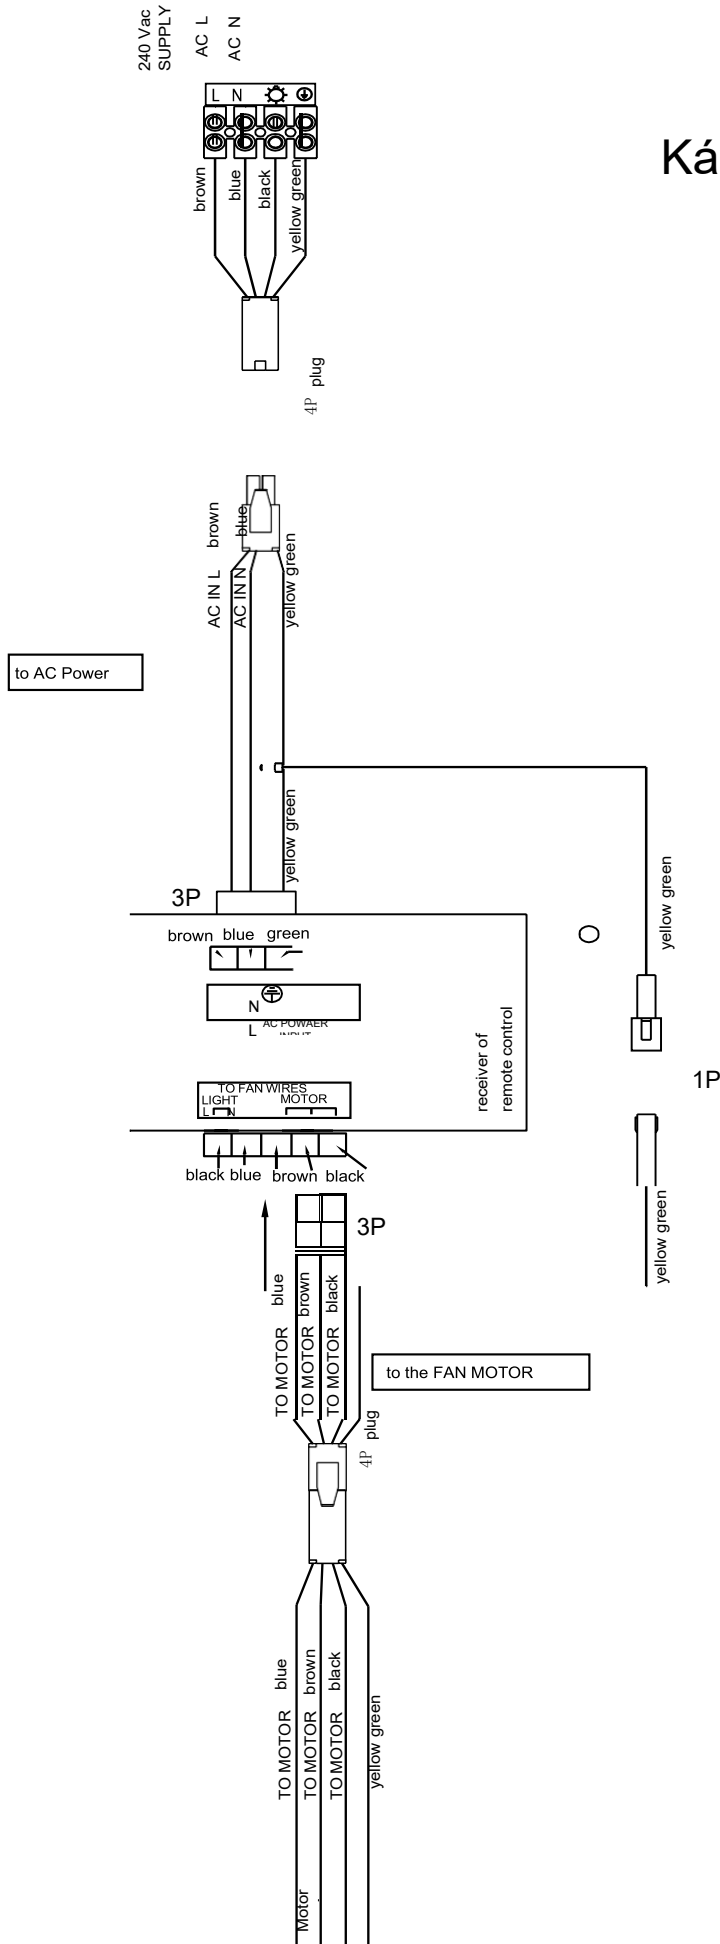 240 Vac
SUPPLY
AC L
AC N
L N
Ká
brown
blue
black
yellow green
4P plug
brown
blue
AC IN L
AC IN N
yellow green
to AC Power
yellow green
3P
brown blue green
yellow green
N
L AC POWAER
INPUT
receiver of
remote control
1P
TO FAN WIRES
LIGHT MOTOR
L N
black blue brown black
3P
yellow green
blue
brown
black
TO MOTOR
TO MOTOR
TO MOTOR
to the FAN MOTOR
4P plug
TO MOTOR blue
TO MOTOR brown
TO MOTOR black
yellow green
Motor